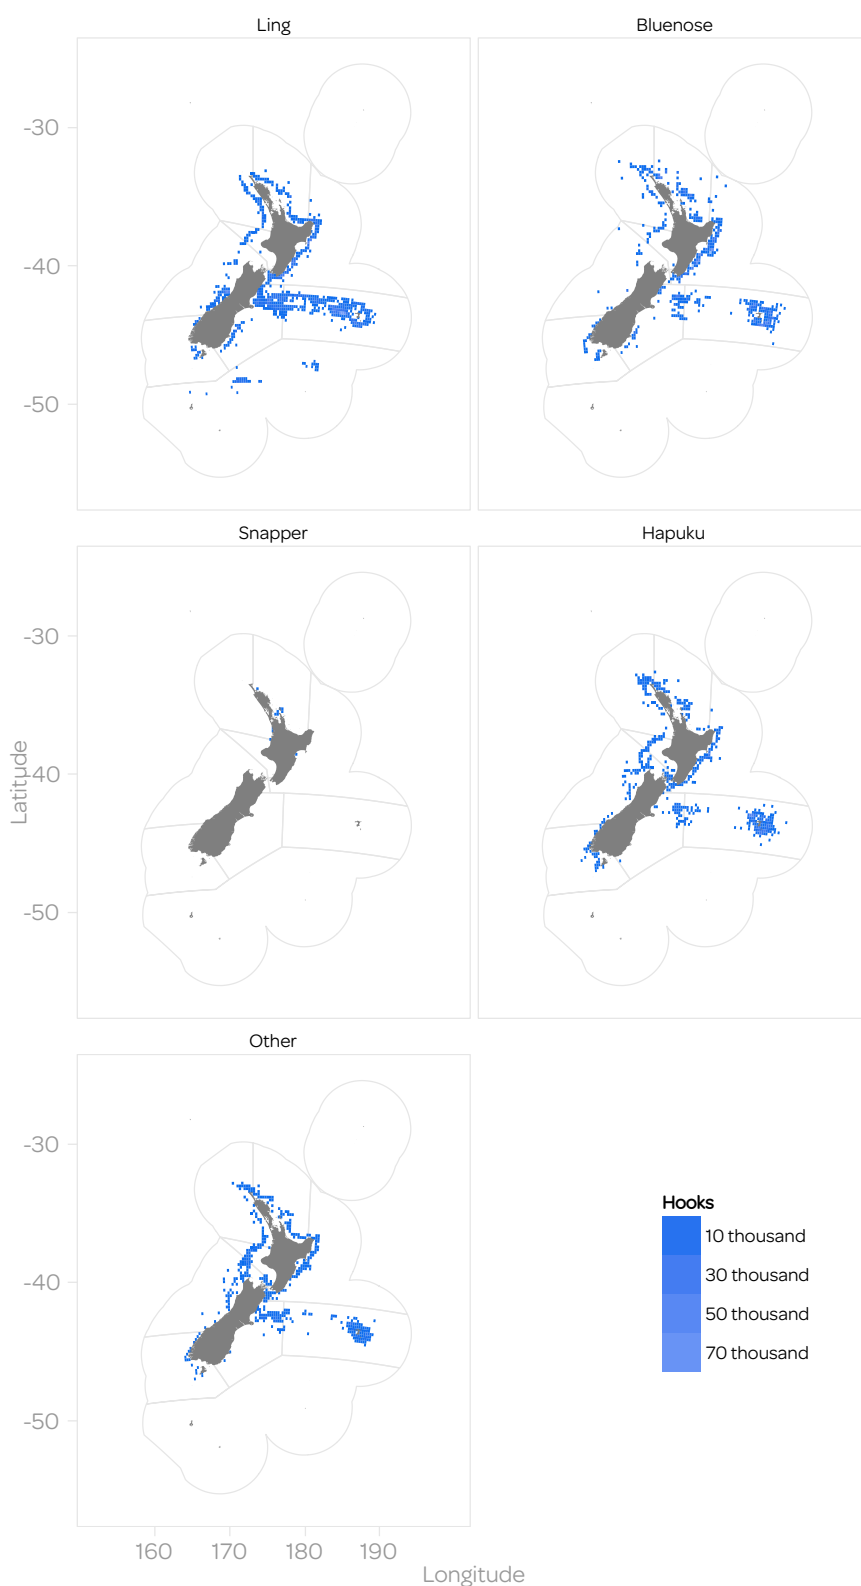 Ling
Bluenose
-30
-40
-50
Snapper
Hapuku
-30
-40
-50
Latitude
Other
-30
-40
-50
Hooks
10 thousand
30 thousand
50 thousand
70 thousand
160 170 180 190
Longitude